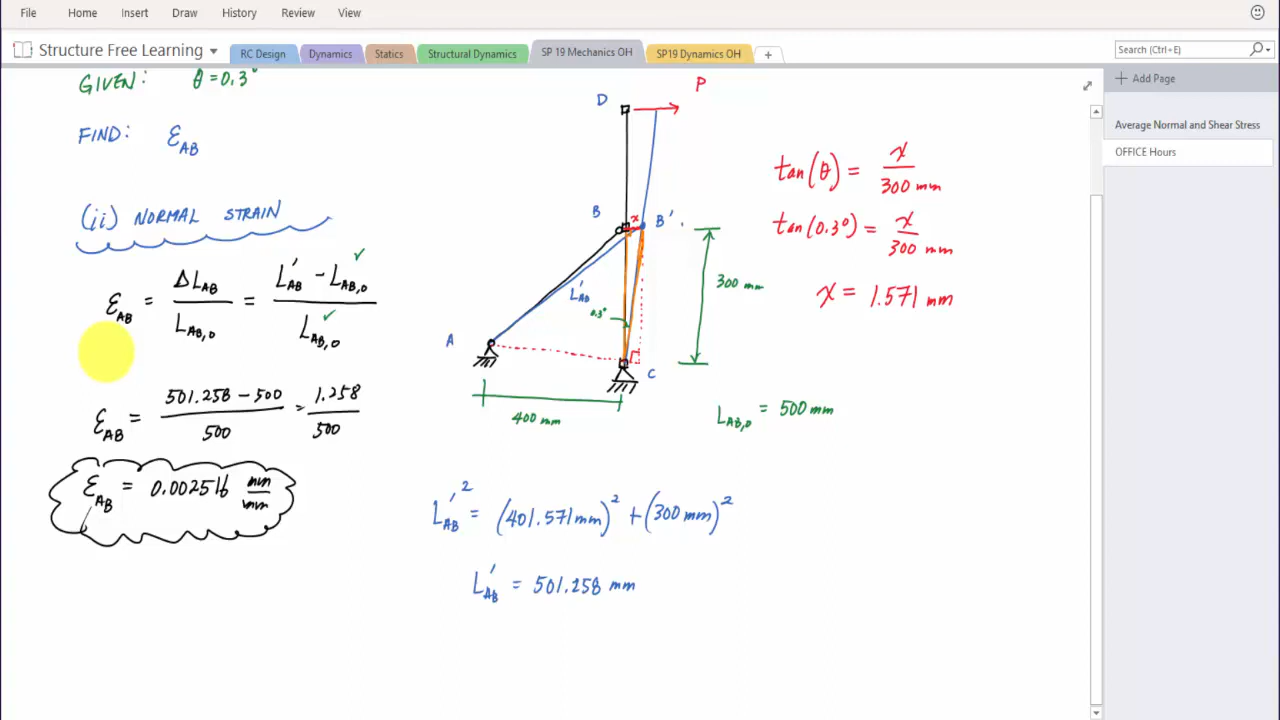 File Home Insert Draw History Review View
Structure Free Learning RC Design Dynamics Statics Structural Dynamics SP 19 Mechanics OH SP19 Dynamics OH + Search (Ctrl+E)
+ Add Page
Average Normal and Shear Stress
OFFICE Hours
GIVEN: θ = 0.3°
FIND: ε_AB
(ii) NORMAL STRAIN
ε_AB = ΔL_AB / L_AB,0 = (L'_AB - L_AB,0) / L_AB,0
ε_AB = (501.258 - 500) / 500 = 1.258 / 500
ε_AB = 0.002516 mm/mm
D
P
B
x
B'
L'_AB
0.3°
A
C
300 mm
400 mm
L_AB,0 = 500 mm
tan(θ) = x / 300 mm
tan(0.3°) = x / 300 mm
x = 1.571 mm
L'_AB² = (401.571 mm)² + (300 mm)²
L'_AB = 501.258 mm